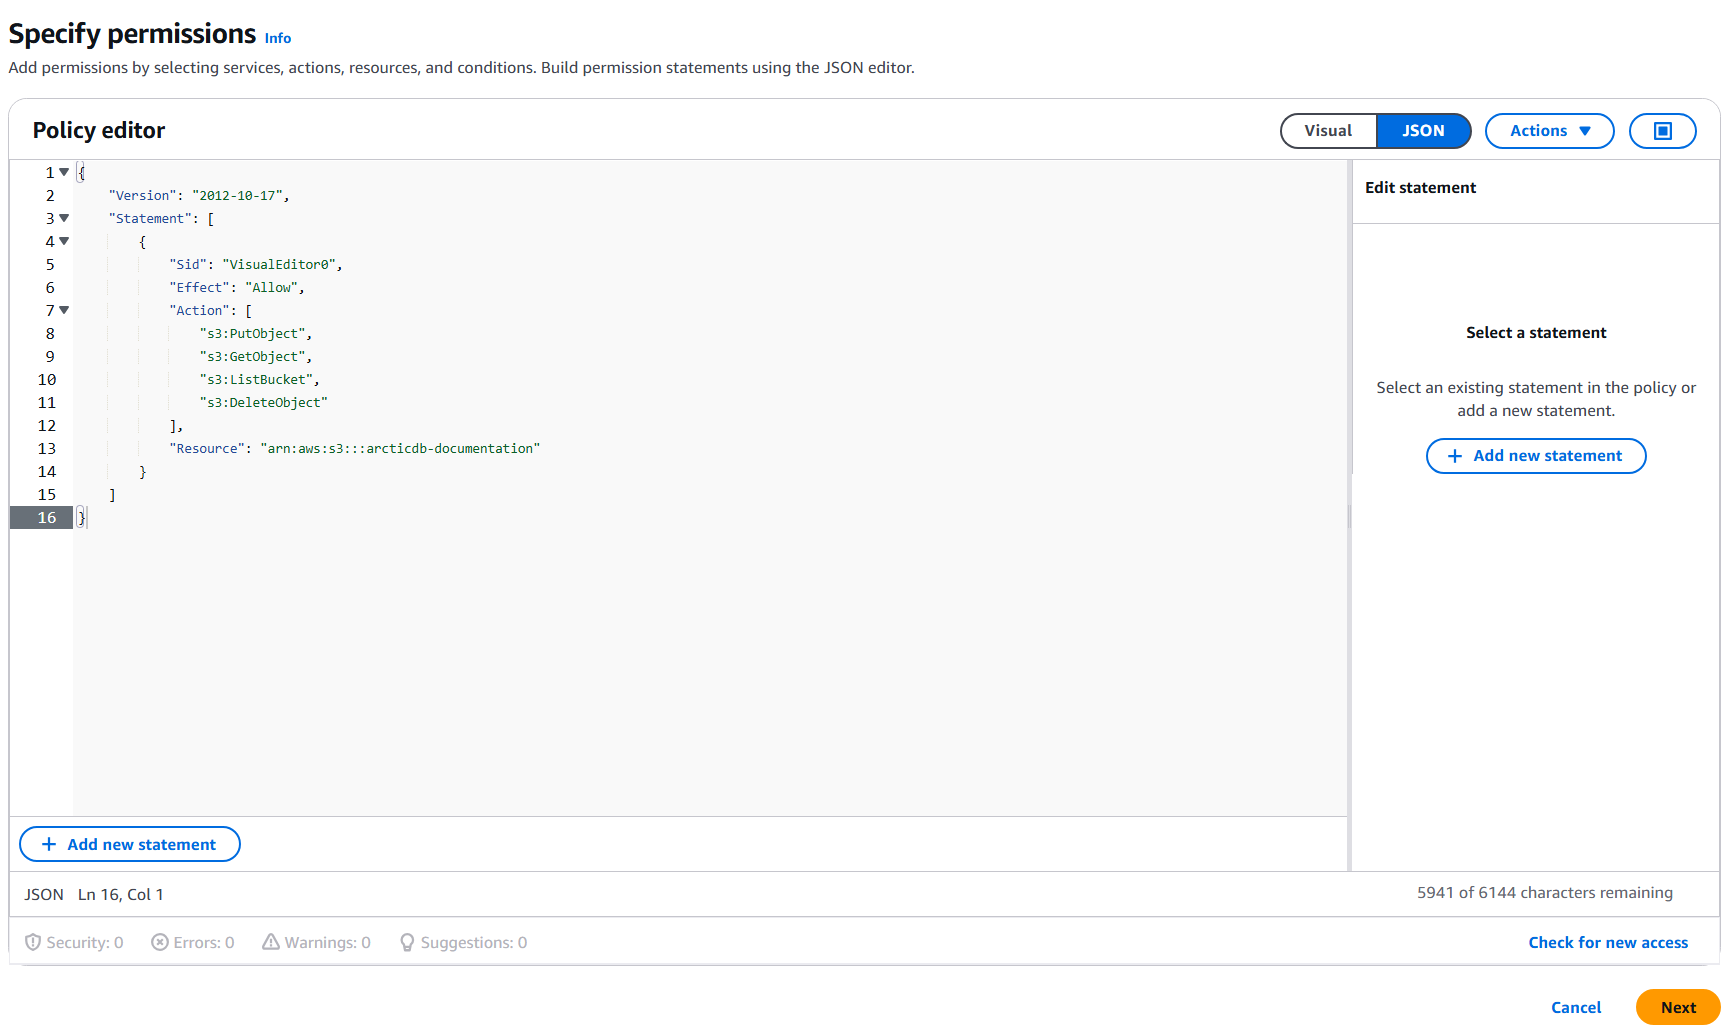 Specify permissions Info
Add permissions by selecting services, actions, resources, and conditions. Build permission statements using the JSON editor.
Policy editor
Visual JSON Actions
1 {
2 "Version": "2012-10-17",
3 "Statement": [
4 {
5 "Sid": "VisualEditor0",
6 "Effect": "Allow",
7 "Action": [
8 "s3:PutObject",
9 "s3:GetObject",
10 "s3:ListBucket",
11 "s3:DeleteObject"
12 ],
13 "Resource": "arn:aws:s3:::arcticdb-documentation"
14 }
15 ]
16 }
Edit statement
Select a statement
Select an existing statement in the policy or
add a new statement.
+ Add new statement
+ Add new statement
JSON Ln 16, Col 1
5941 of 6144 characters remaining
Security: 0 Errors: 0 Warnings: 0 Suggestions: 0
Check for new access
Cancel Next